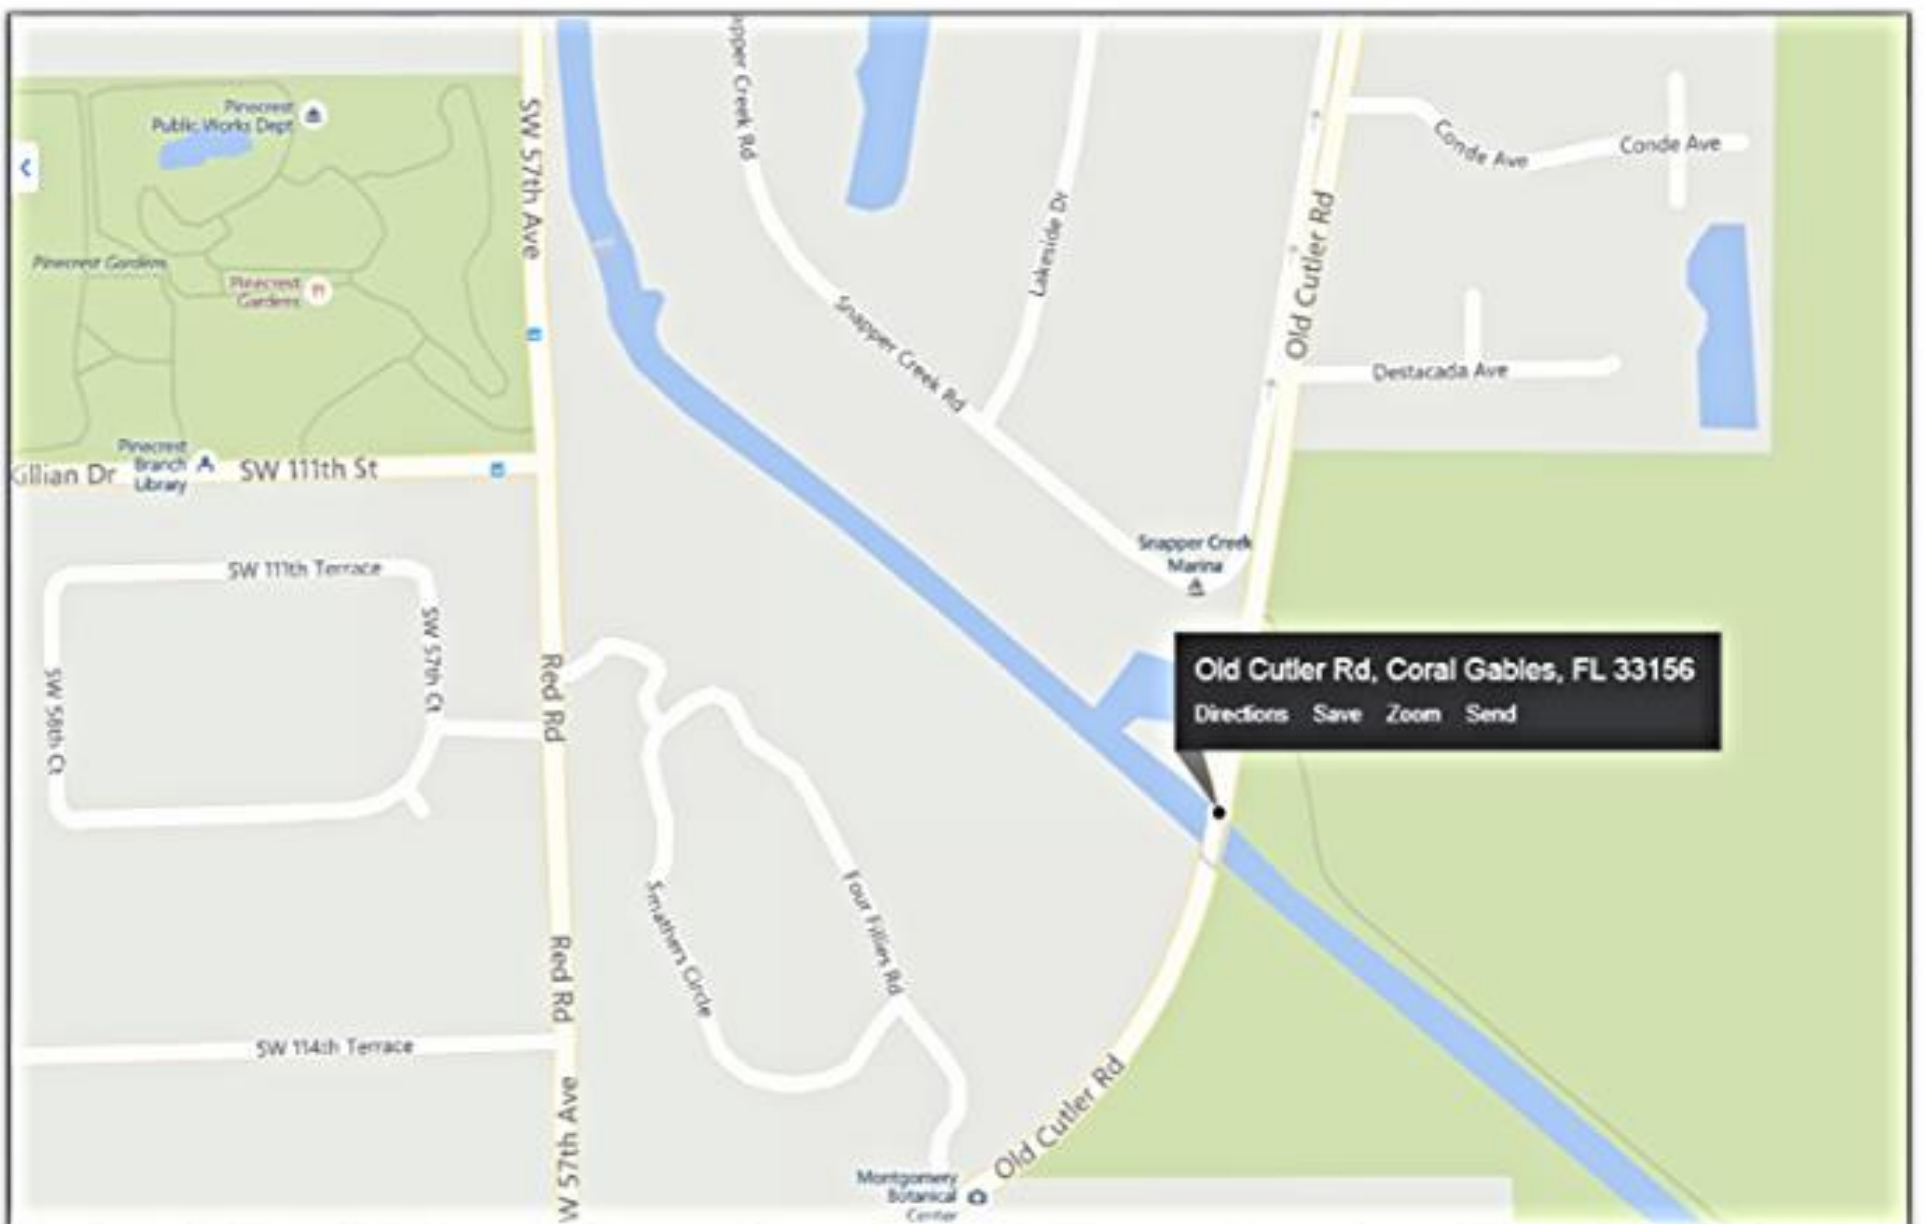 Pinecrest
Public Works Dept
Pinecrest Gardens
Pinecrest
Gardens
SW 57th Ave
apper Creek Rd
Snapper Creek Rd
Lakeside Dr
Old Cutler Rd
Conde Ave
Conde Ave
Destacada Ave
Pinecrest
Branch
Library
Killian Dr
SW 111th St
SW 111th Terrace
SW 57th Ct
SW 58th Ct
Red Rd
Snapper Creek
Marina
Old Cutler Rd, Coral Gables, FL 33156
Directions Save Zoom Send
Smathers Circle
Four Fillies Rd
Red Rd
SW 114th Terrace
W 57th Ave
Old Cutler Rd
Montgomery
Botanical
Center